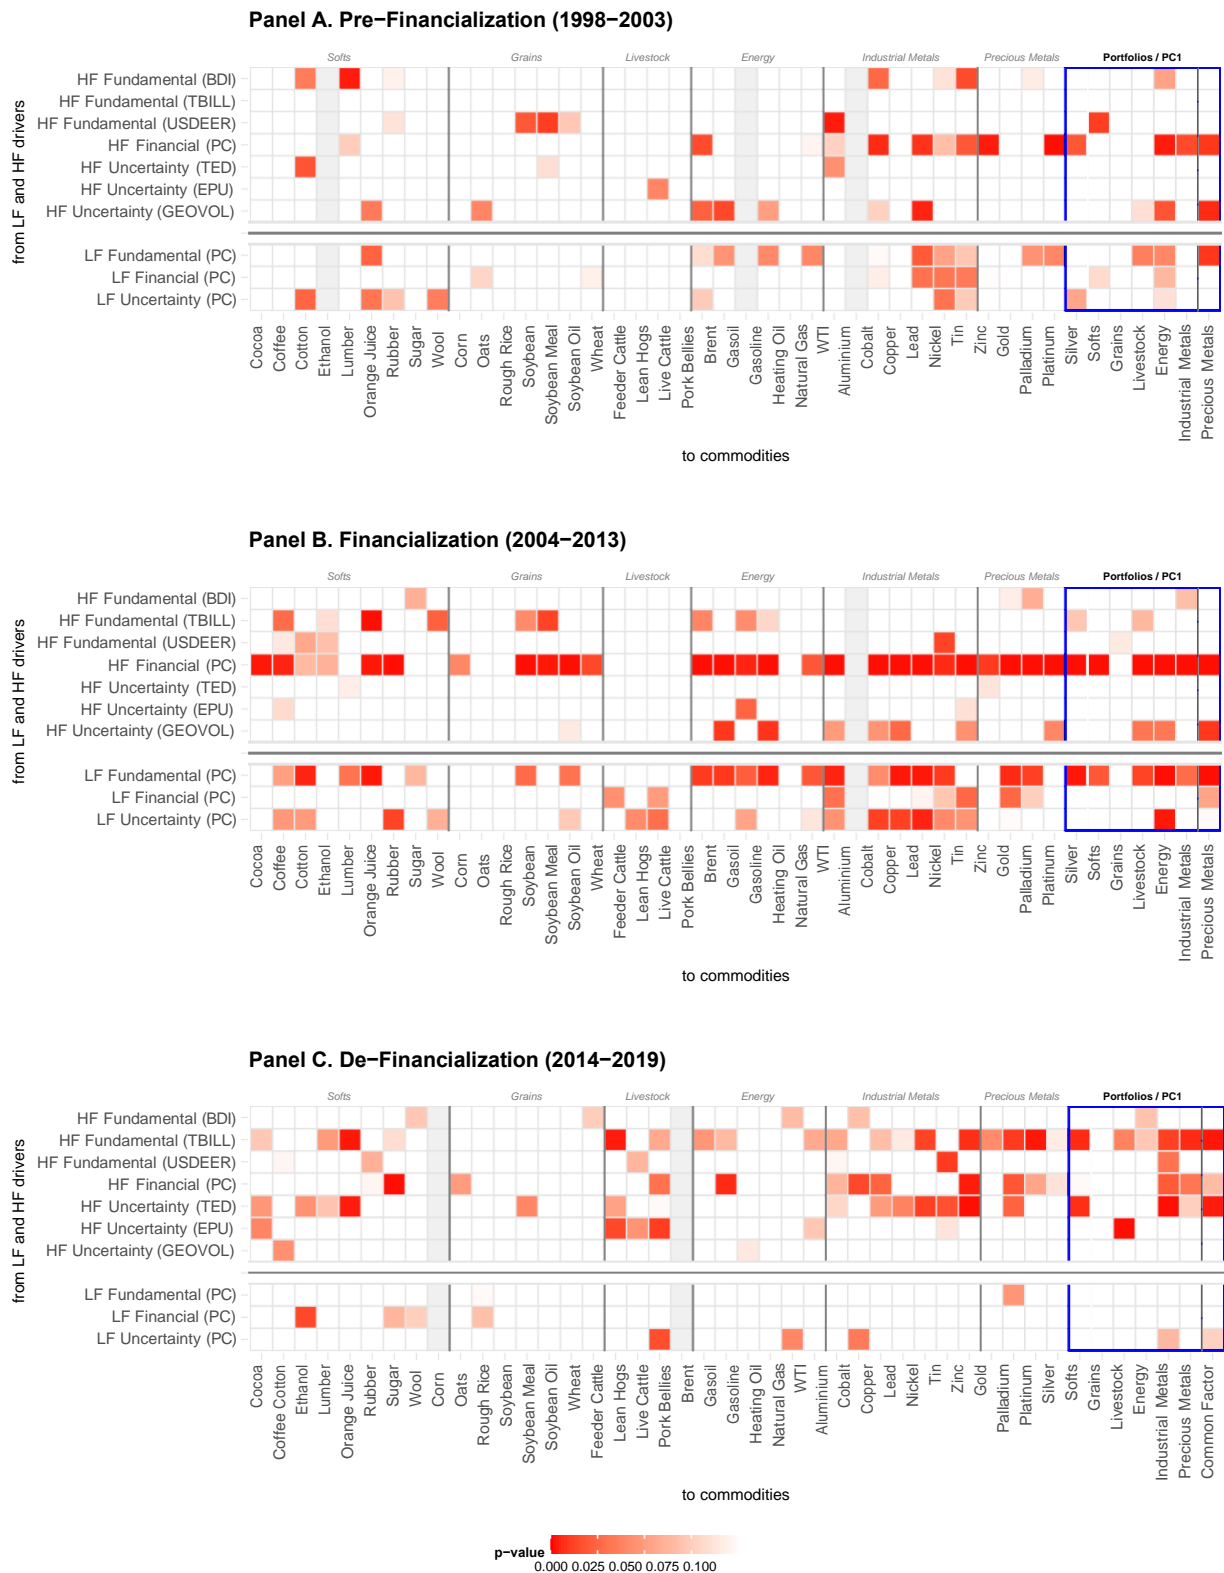 Panel A. Pre−Financialization (1998−2003)
Softs Grains Livestock Energy Industrial Metals Precious Metals Portfolios / PC1
from LF and HF drivers
HF Fundamental (BDI)
HF Fundamental (TBILL)
HF Fundamental (USDEER)
HF Financial (PC)
HF Uncertainty (TED)
HF Uncertainty (EPU)
HF Uncertainty (GEOVOL)
LF Fundamental (PC)
LF Financial (PC)
LF Uncertainty (PC)
Cocoa Coffee Cotton Ethanol Lumber Orange Juice Rubber Sugar Wool Corn Oats Rough Rice Soybean Soybean Meal Soybean Oil Wheat Feeder Cattle Lean Hogs Live Cattle Pork Bellies Brent Gasoil Gasoline Heating Oil Natural Gas WTI Aluminium Cobalt Copper Lead Nickel Tin Zinc Gold Palladium Platinum Silver Softs Grains Livestock Energy Industrial Metals Precious Metals
to commodities
Panel B. Financialization (2004−2013)
Softs Grains Livestock Energy Industrial Metals Precious Metals Portfolios / PC1
from LF and HF drivers
HF Fundamental (BDI)
HF Fundamental (TBILL)
HF Fundamental (USDEER)
HF Financial (PC)
HF Uncertainty (TED)
HF Uncertainty (EPU)
HF Uncertainty (GEOVOL)
LF Fundamental (PC)
LF Financial (PC)
LF Uncertainty (PC)
Cocoa Coffee Cotton Ethanol Lumber Orange Juice Rubber Sugar Wool Corn Oats Rough Rice Soybean Soybean Meal Soybean Oil Wheat Feeder Cattle Lean Hogs Live Cattle Pork Bellies Brent Gasoil Gasoline Heating Oil Natural Gas WTI Aluminium Cobalt Copper Lead Nickel Tin Zinc Gold Palladium Platinum Silver Softs Grains Livestock Energy Industrial Metals Precious Metals
to commodities
Panel C. De−Financialization (2014−2019)
Softs Grains Livestock Energy Industrial Metals Precious Metals Portfolios / PC1
from LF and HF drivers
HF Fundamental (BDI)
HF Fundamental (TBILL)
HF Fundamental (USDEER)
HF Financial (PC)
HF Uncertainty (TED)
HF Uncertainty (EPU)
HF Uncertainty (GEOVOL)
LF Fundamental (PC)
LF Financial (PC)
LF Uncertainty (PC)
Cocoa Coffee Cotton Ethanol Lumber Orange Juice Rubber Sugar Wool Corn Oats Rough Rice Soybean Soybean Meal Soybean Oil Wheat Feeder Cattle Lean Hogs Live Cattle Pork Bellies Brent Gasoil Gasoline Heating Oil Natural Gas WTI Aluminium Cobalt Copper Lead Nickel Tin Zinc Gold Palladium Platinum Silver Softs Grains Livestock Energy Industrial Metals Precious Metals Common Factor
to commodities
p−value
0.000 0.025 0.050 0.075 0.100